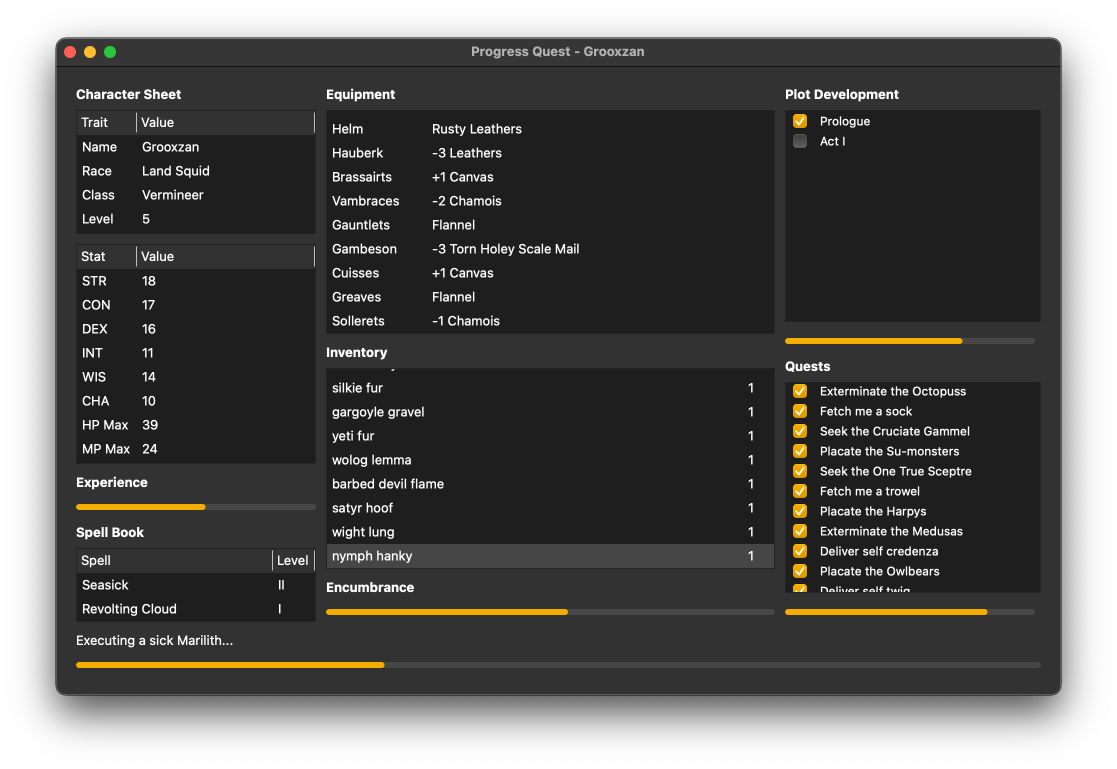 Progress Quest - Grooxzan
Character Sheet
Trait Value
Name Grooxzan
Race Land Squid
Class Vermineer
Level 5
Stat Value
STR 18
CON 17
DEX 16
INT 11
WIS 14
CHA 10
HP Max 39
MP Max 24
Experience
Spell Book
Spell Level
Seasick II
Revolting Cloud I
Equipment
Helm Rusty Leathers
Hauberk -3 Leathers
Brassairts +1 Canvas
Vambraces -2 Chamois
Gauntlets Flannel
Gambeson -3 Torn Holey Scale Mail
Cuisses +1 Canvas
Greaves Flannel
Sollerets -1 Chamois
Inventory
silkie fur 1
gargoyle gravel 1
yeti fur 1
wolog lemma 1
barbed devil flame 1
satyr hoof 1
wight lung 1
nymph hanky 1
Encumbrance
Plot Development
Prologue
Act I
Quests
Exterminate the Octopuss
Fetch me a sock
Seek the Cruciate Gammel
Placate the Su-monsters
Seek the One True Sceptre
Fetch me a trowel
Placate the Harpys
Exterminate the Medusas
Deliver self credenza
Placate the Owlbears
Deliver self twig
Executing a sick Marilith...